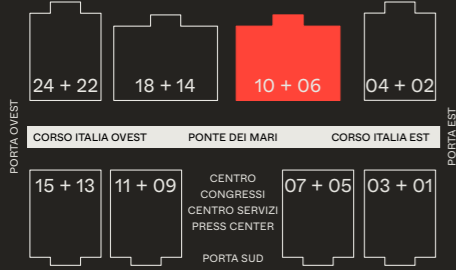 24 + 22
18 + 14
10 + 06
04 + 02
PORTA OVEST
CORSO ITALIA OVEST
PONTE DEI MARI
CORSO ITALIA EST
PORTA EST
15 + 13
11 + 09
CENTRO
CONGRESSI
CENTRO SERVIZI
PRESS CENTER
07 + 05
03 + 01
PORTA SUD